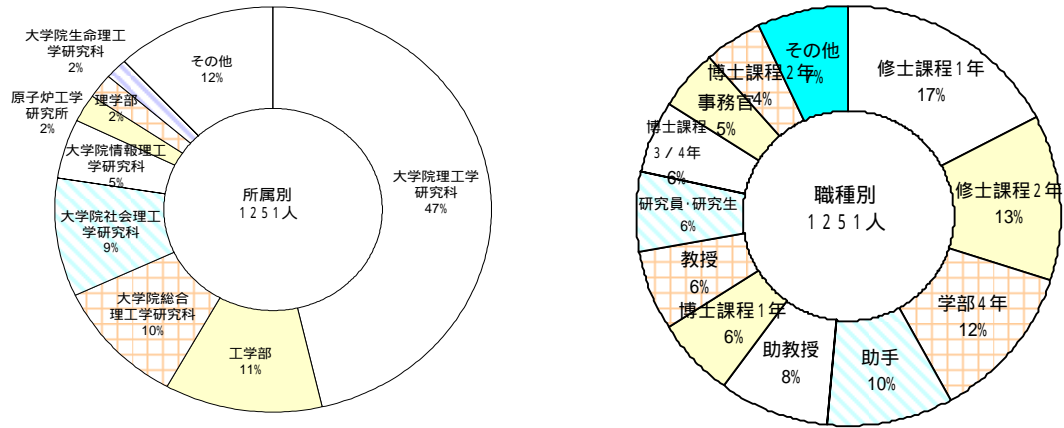 大学院生命理工
学研究科
2%
その他
12%
原子炉工学
研究所
2%
理学部
2%
大学院情報理工
学研究科
5%
大学院社会理工
学研究科
9%
大学院総合
理工学研究科
10%
工学部
11%
大学院理工学
研究科
47%
所属別
1251人
その他
7%
修士課程1年
17%
修士課程2年
13%
学部4年
12%
助手
10%
助教授
8%
博士課程1年
6%
教授
6%
研究員・研究生
6%
博士課程
3/4年
6%
事務官
5%
博士課程2年
4%
職種別
1251人